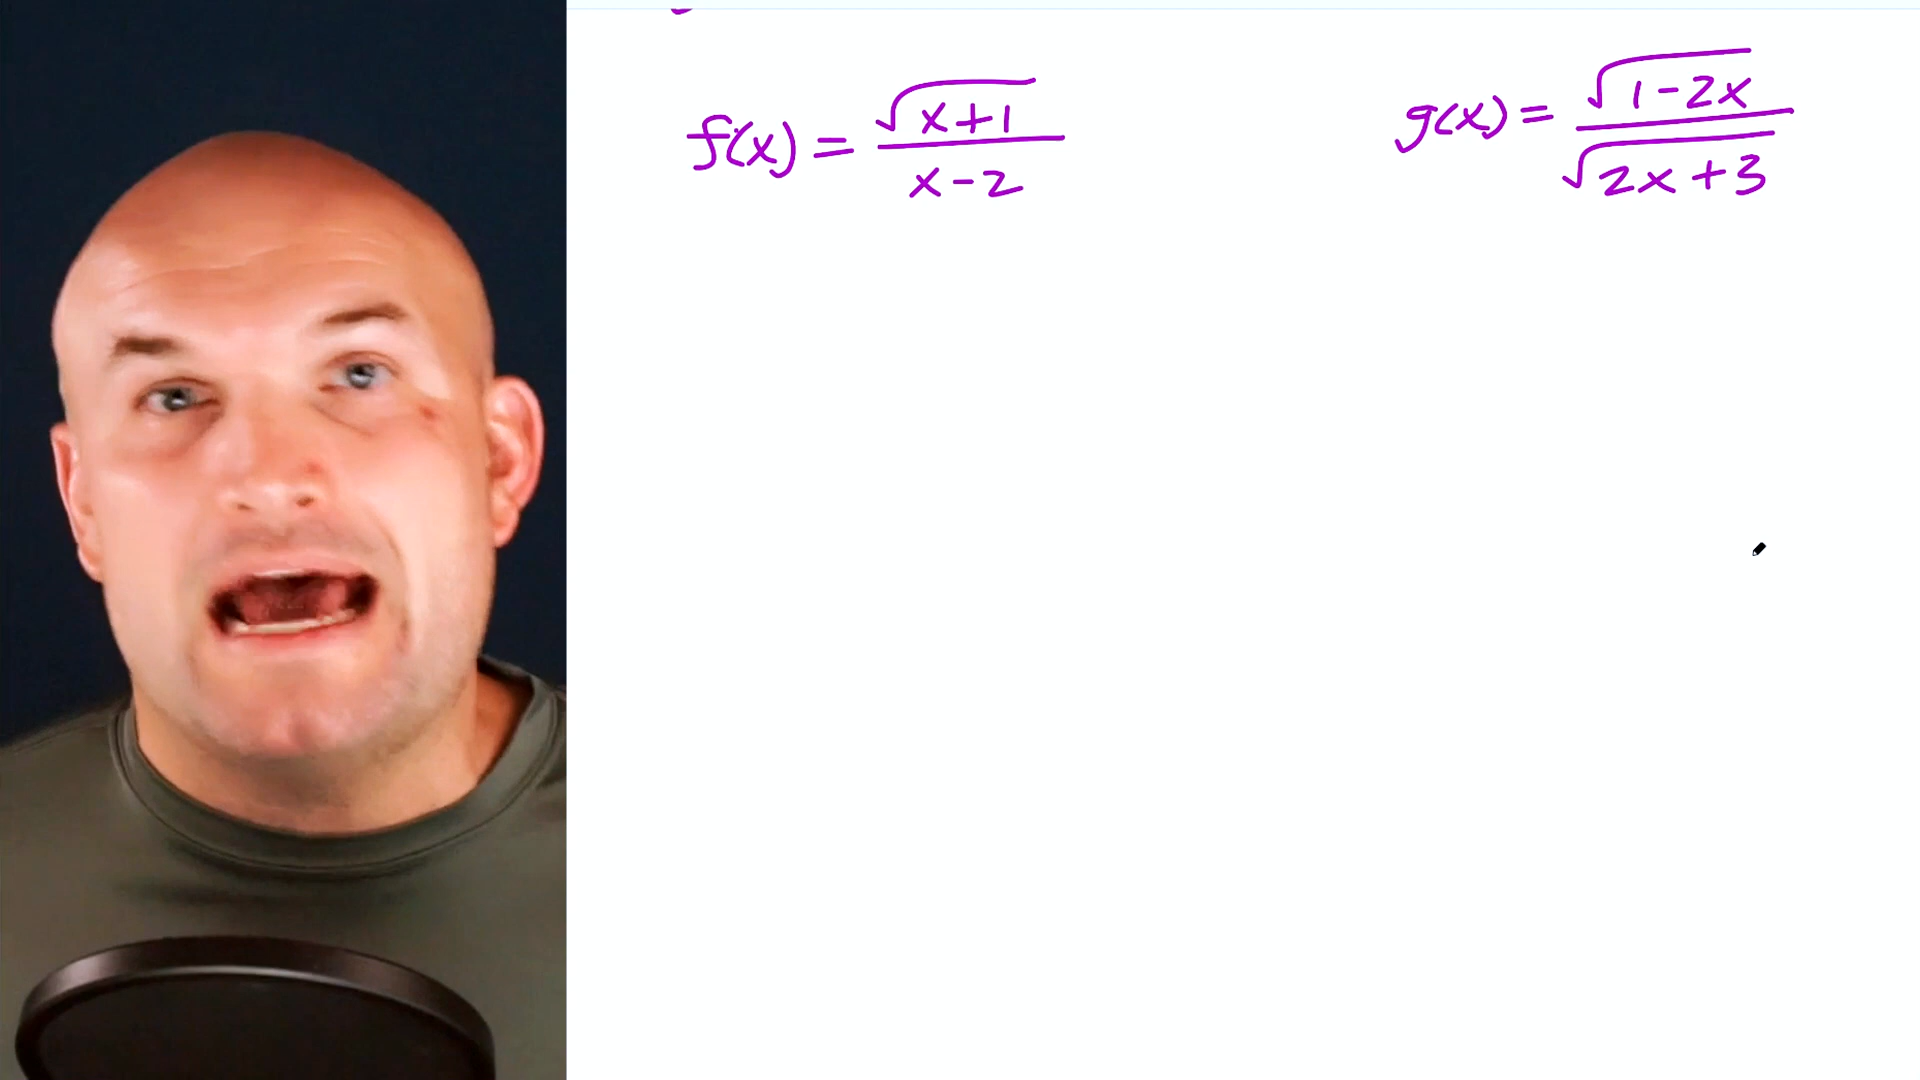 f(x) = √(x+1) / (x-2)
g(x) = √(1-2x) / √(2x+3)